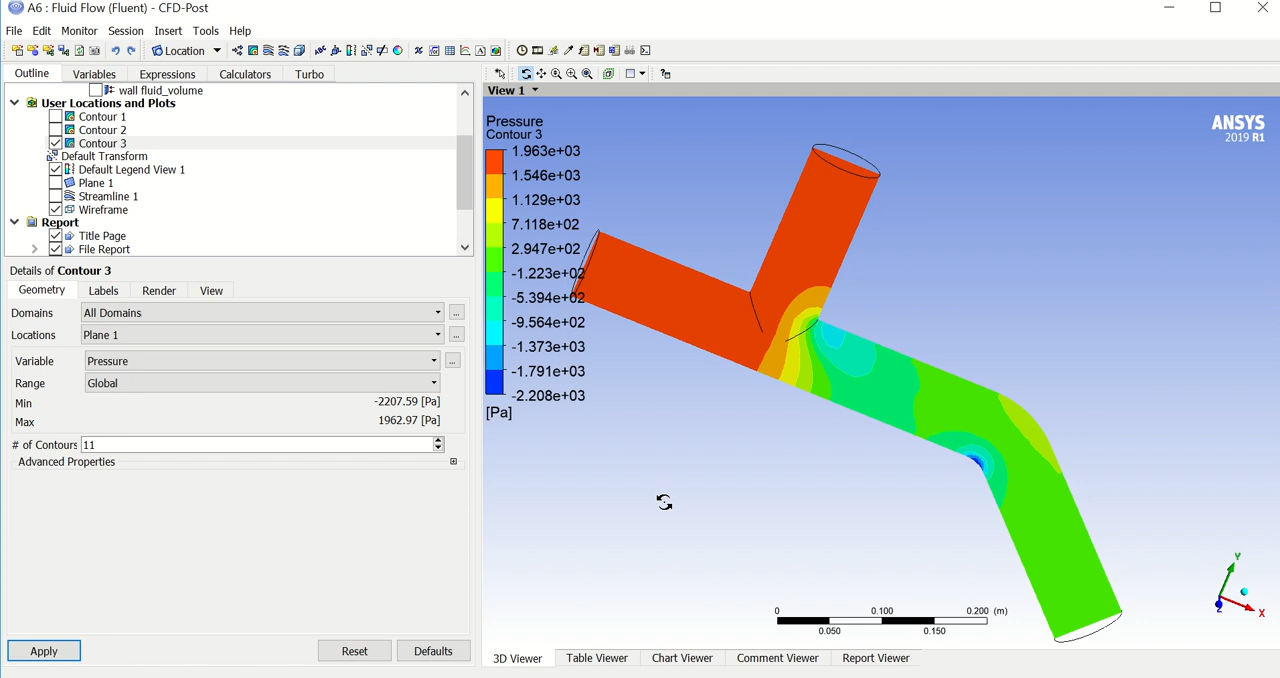 A6 : Fluid Flow (Fluent) - CFD-Post
File Edit Monitor Session Insert Tools Help
Location
Outline Variables Expressions Calculators Turbo
wall fluid_volume
User Locations and Plots
Contour 1
Contour 2
Contour 3
Default Transform
Default Legend View 1
Plane 1
Streamline 1
Wireframe
Report
Title Page
File Report
Details of Contour 3
Geometry Labels Render View
Domains All Domains ...
Locations Plane 1 ...
Variable Pressure ...
Range Global
Min -2207.59 [Pa]
Max 1962.97 [Pa]
# of Contours 11
Advanced Properties
Apply Reset Defaults
View 1
ANSYS
2019 R1
Pressure
Contour 3
1.963e+03
1.546e+03
1.129e+03
7.118e+02
2.947e+02
-1.223e+02
-5.394e+02
-9.564e+02
-1.373e+03
-1.791e+03
-2.208e+03
[Pa]
0 0.100 0.200 (m)
0.050 0.150
Y
X
Z
3D Viewer Table Viewer Chart Viewer Comment Viewer Report Viewer